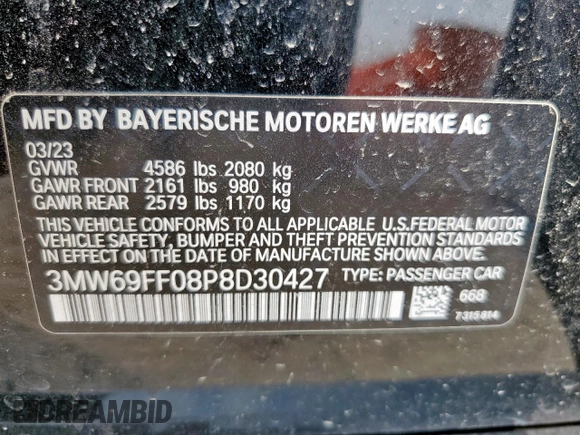 MFD BY BAYERISCHE MOTOREN WERKE AG
03/23
GVWR 4586 lbs 2080 kg
GAWR FRONT 2161 lbs 980 kg
GAWR REAR 2579 lbs 1170 kg
THIS VEHICLE CONFORMS TO ALL APPLICABLE U.S.FEDERAL MOTOR
VEHICLE SAFETY, BUMPER AND THEFT PREVENTION STANDARDS
IN EFFECT ON THE DATE OF MANUFACTURE SHOWN ABOVE.
3MW69FF08P8D30427 TYPE: PASSENGER CAR
668
7315614
DREAMBID